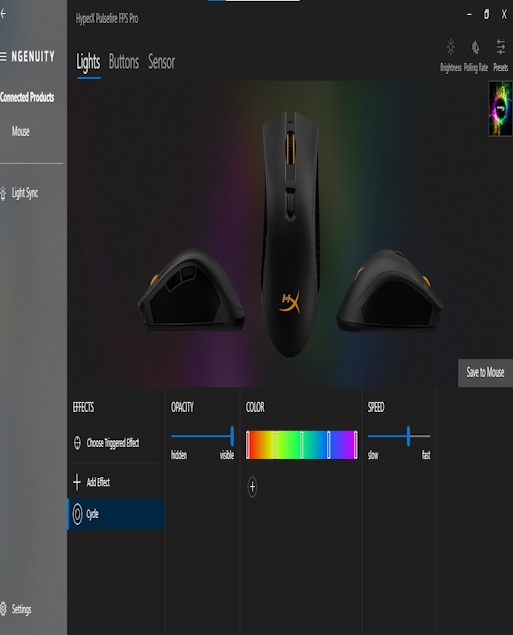 HyperX Pulsefire FPS Pro
NGENUITY
Lights Buttons Sensor
Brightness Polling Rate Presets
Connected Products
Mouse
Light Sync
Save to Mouse
EFFECTS OPACITY COLOR SPEED
Choose Triggered Effect
hidden visible slow fast
Add Effect
Cycle
Settings